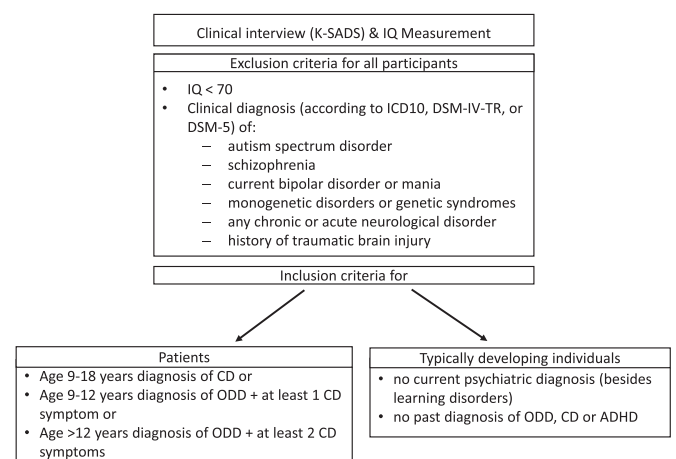 Clinical interview (K-SADS) & IQ Measurement
Exclusion criteria for all participants
• IQ < 70
• Clinical diagnosis (according to ICD10, DSM-IV-TR, or
DSM-5) of:
– autism spectrum disorder
– schizophrenia
– current bipolar disorder or mania
– monogenetic disorders or genetic syndromes
– any chronic or acute neurological disorder
– history of traumatic brain injury
Inclusion criteria for
Patients
• Age 9-18 years diagnosis of CD or
• Age 9-12 years diagnosis of ODD + at least 1 CD
symptom or
• Age >12 years diagnosis of ODD + at least 2 CD
symptoms
Typically developing individuals
• no current psychiatric diagnosis (besides
learning disorders)
• no past diagnosis of ODD, CD or ADHD